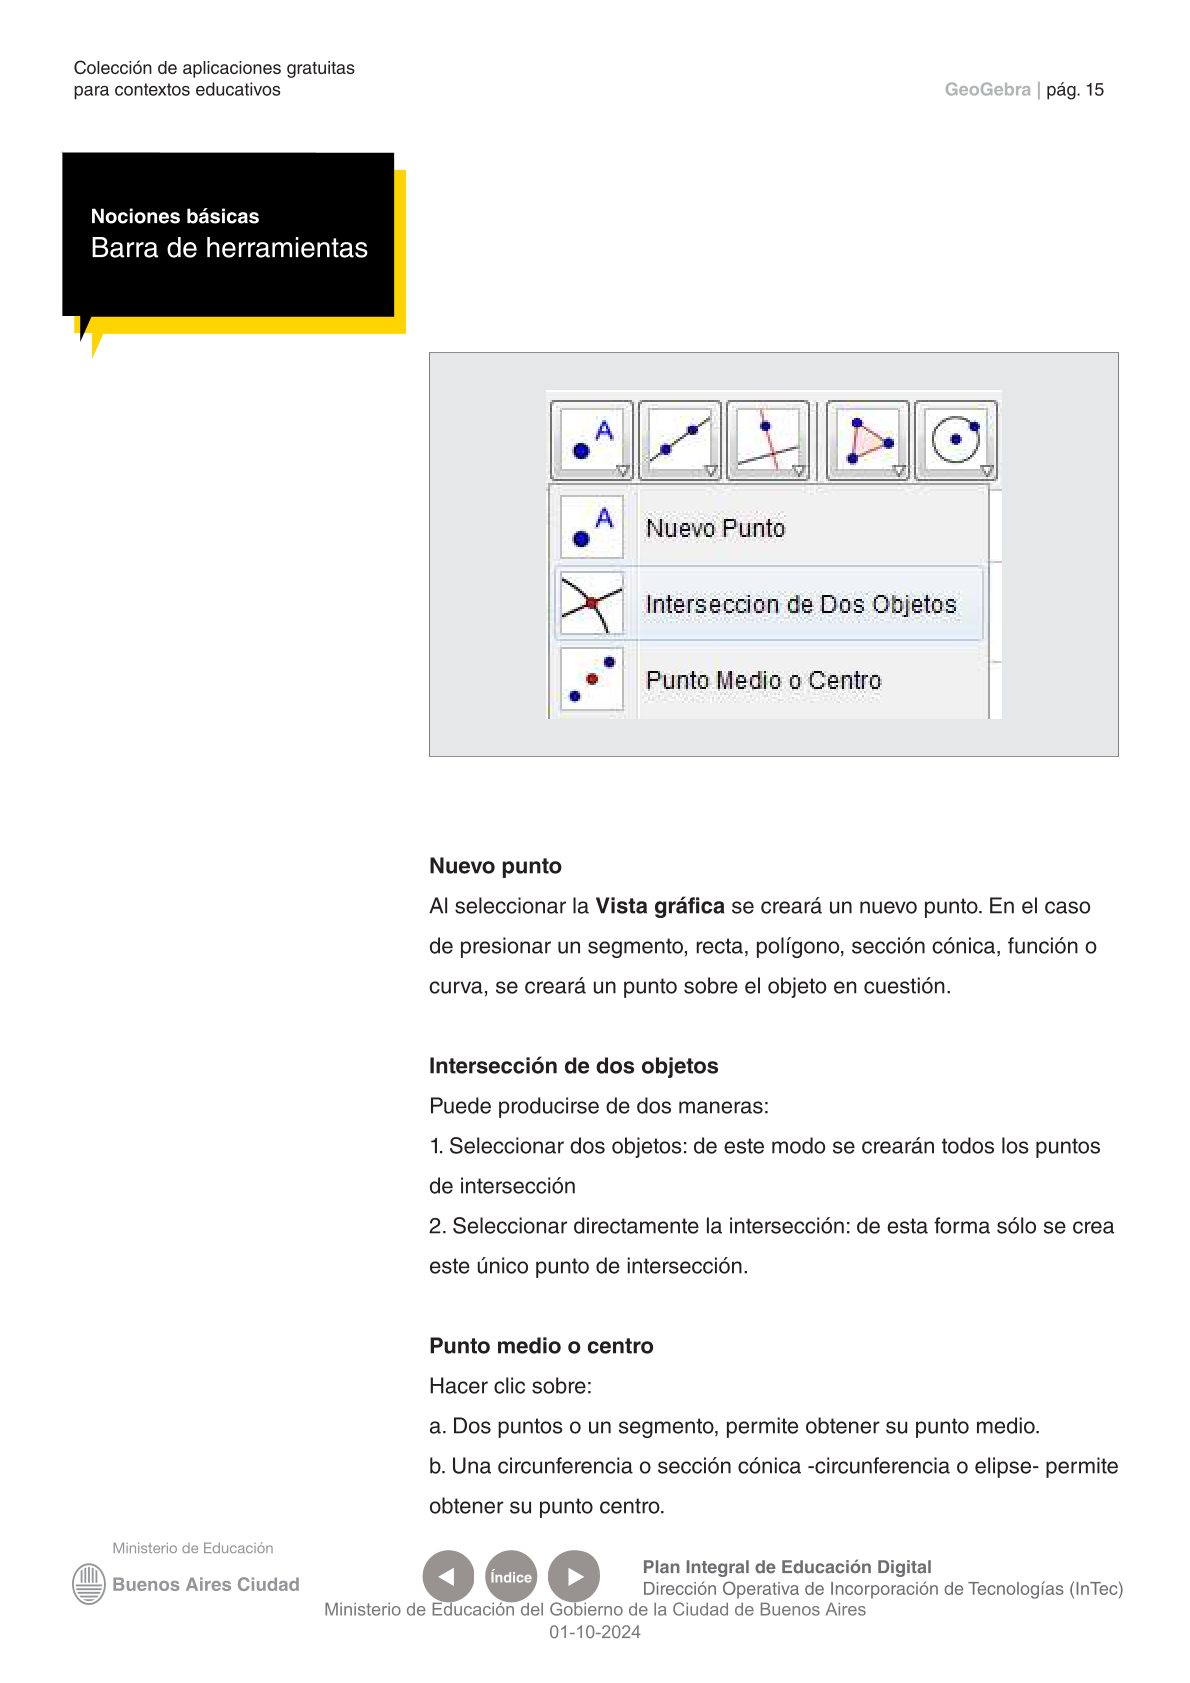 Colección de aplicaciones gratuitas
para contextos educativos
GeoGebra | pág. 15
Nociones básicas
Barra de herramientas
A
A
Nuevo Punto
Interseccion de Dos Objetos
Punto Medio o Centro
Nuevo punto
Al seleccionar la Vista gráfica se creará un nuevo punto. En el caso
de presionar un segmento, recta, polígono, sección cónica, función o
curva, se creará un punto sobre el objeto en cuestión.
Intersección de dos objetos
Puede producirse de dos maneras:
1. Seleccionar dos objetos: de este modo se crearán todos los puntos
de intersección
2. Seleccionar directamente la intersección: de esta forma sólo se crea
este único punto de intersección.
Punto medio o centro
Hacer clic sobre:
a. Dos puntos o un segmento, permite obtener su punto medio.
b. Una circunferencia o sección cónica -circunferencia o elipse- permite
obtener su punto centro.
Ministerio de Educación
Buenos Aires Ciudad
Índice
Plan Integral de Educación Digital
Dirección Operativa de Incorporación de Tecnologías (InTec)
Ministerio de Educación del Gobierno de la Ciudad de Buenos Aires
01-10-2024